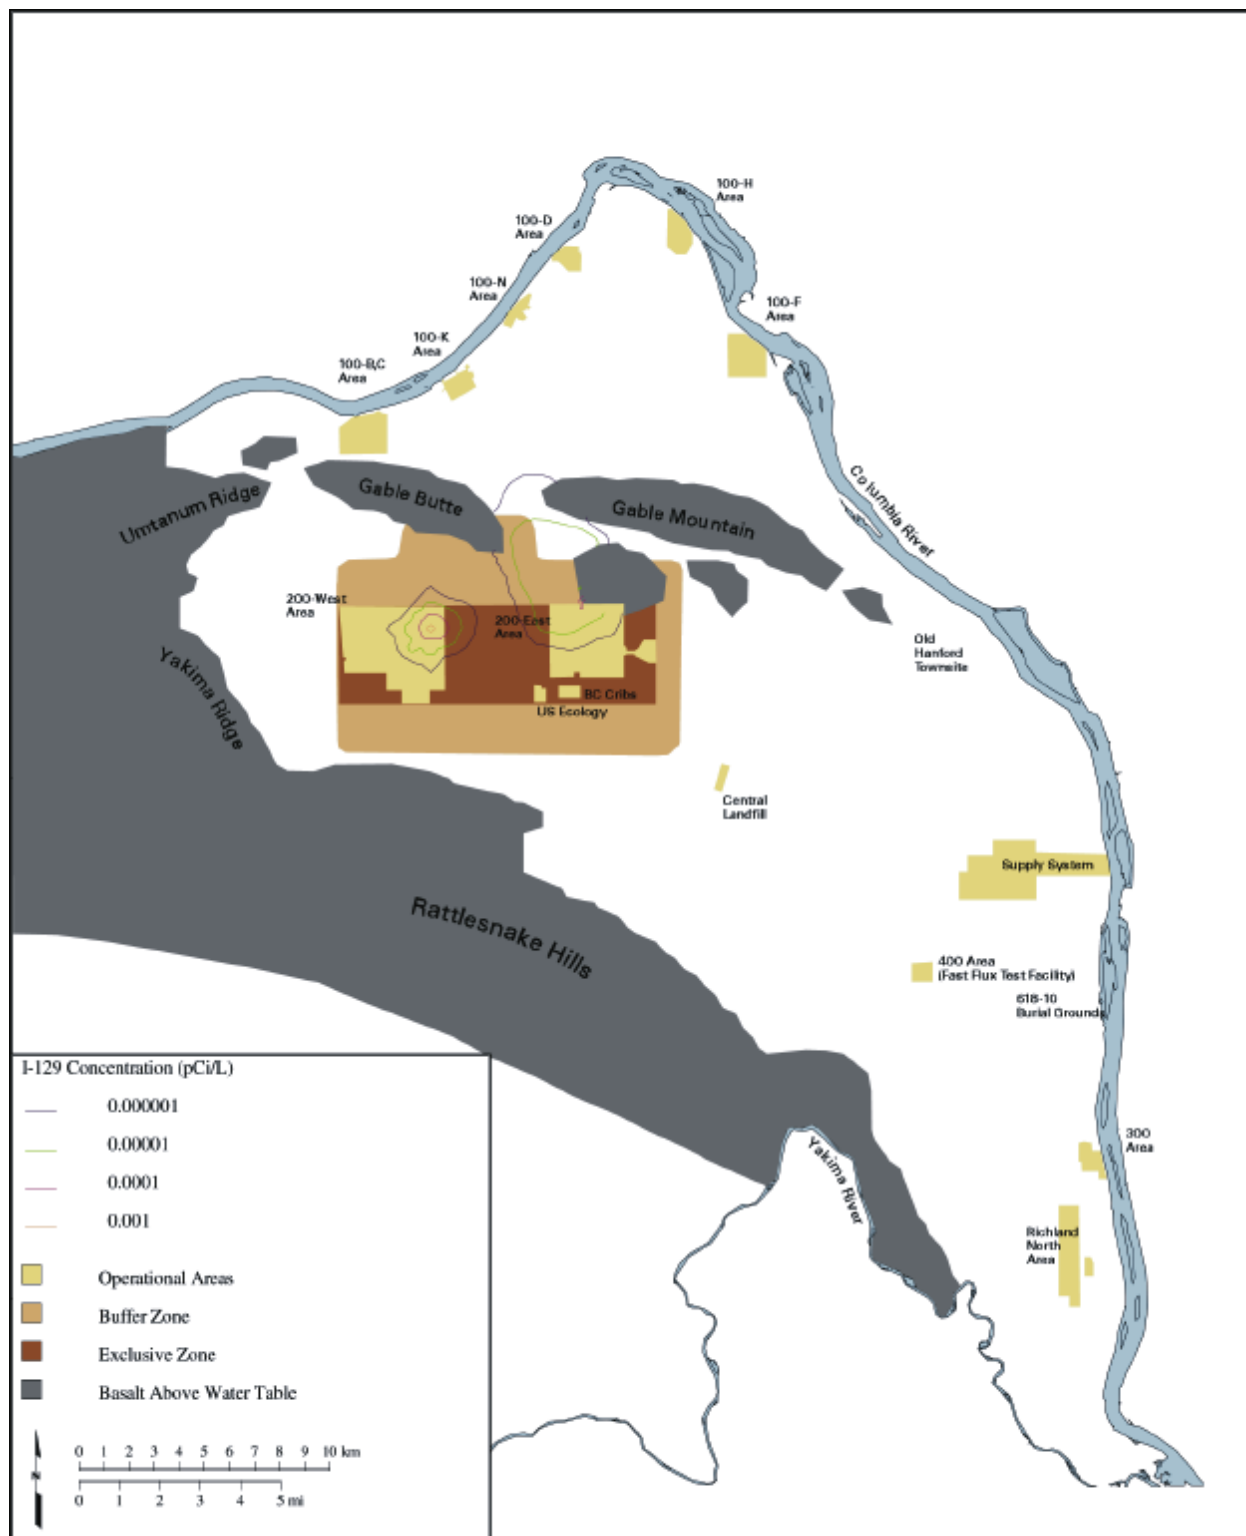 100-H
Area
100-D
Area
100-N
Area
100-F
Area
100-K
Area
100-B,C
Area
Columbia River
Umtanum Ridge
Gable Butte
Gable Mountain
200-West
Area
200-East
Area
Old
Hanford
Townsite
Yakima Ridge
BC Cribs
US Ecology
Central
Landfill
Supply System
Rattlesnake Hills
400 Area
(Fast Flux Test Facility)
618-10
Burial Grounds
I-129 Concentration (pCi/L)
0.000001
0.00001
0.0001
0.001
300
Area
Yakima River
Richland
North
Area
Operational Areas
Buffer Zone
Exclusive Zone
Basalt Above Water Table
N
0 1 2 3 4 5 6 7 8 9 10 km
0 1 2 3 4 5 mi